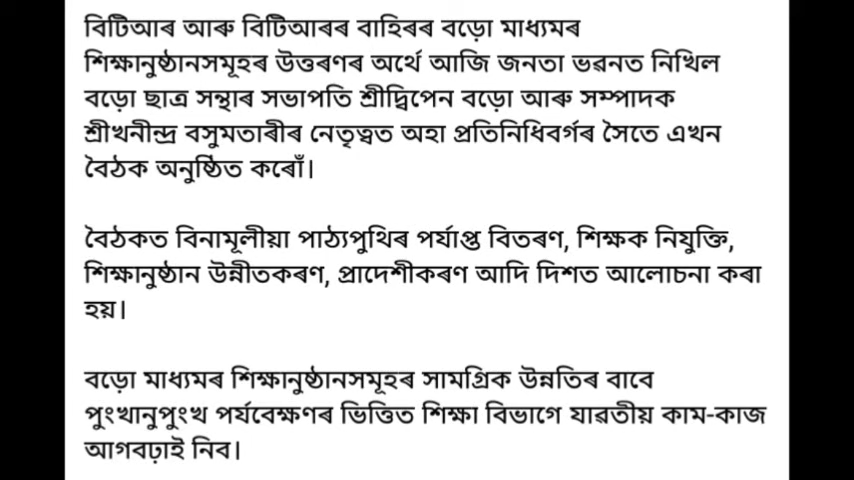 বিটিআৰ আৰু বিটিআৰৰ বাহিৰৰ বড়ো মাধ্যমৰ
শিক্ষানুষ্ঠানসমূহৰ উত্তৰণৰ অৰ্থে আজি জনতা ভৱনত নিখিল
বড়ো ছাত্ৰ সন্থাৰ সভাপতি শ্ৰীদ্বিপেন বড়ো আৰু সম্পাদক
শ্ৰীখনীন্দ্ৰ বসুমতাৰীৰ নেতৃত্বত অহা প্ৰতিনিধিবৰ্গৰ সৈতে এখন
বৈঠক অনুষ্ঠিত কৰোঁ।
বৈঠকত বিনামূলীয়া পাঠ্যপুথিৰ পৰ্যাপ্ত বিতৰণ, শিক্ষক নিযুক্তি,
শিক্ষানুষ্ঠান উন্নীতকৰণ, প্ৰাদেশীকৰণ আদি দিশত আলোচনা কৰা
হয়।
বড়ো মাধ্যমৰ শিক্ষানুষ্ঠানসমূহৰ সামগ্ৰিক উন্নতিৰ বাবে
পুংখানুপুংখ পৰ্যবেক্ষণৰ ভিত্তিত শিক্ষা বিভাগে যাৱতীয় কাম-কাজ
আগবঢ়াই নিব।